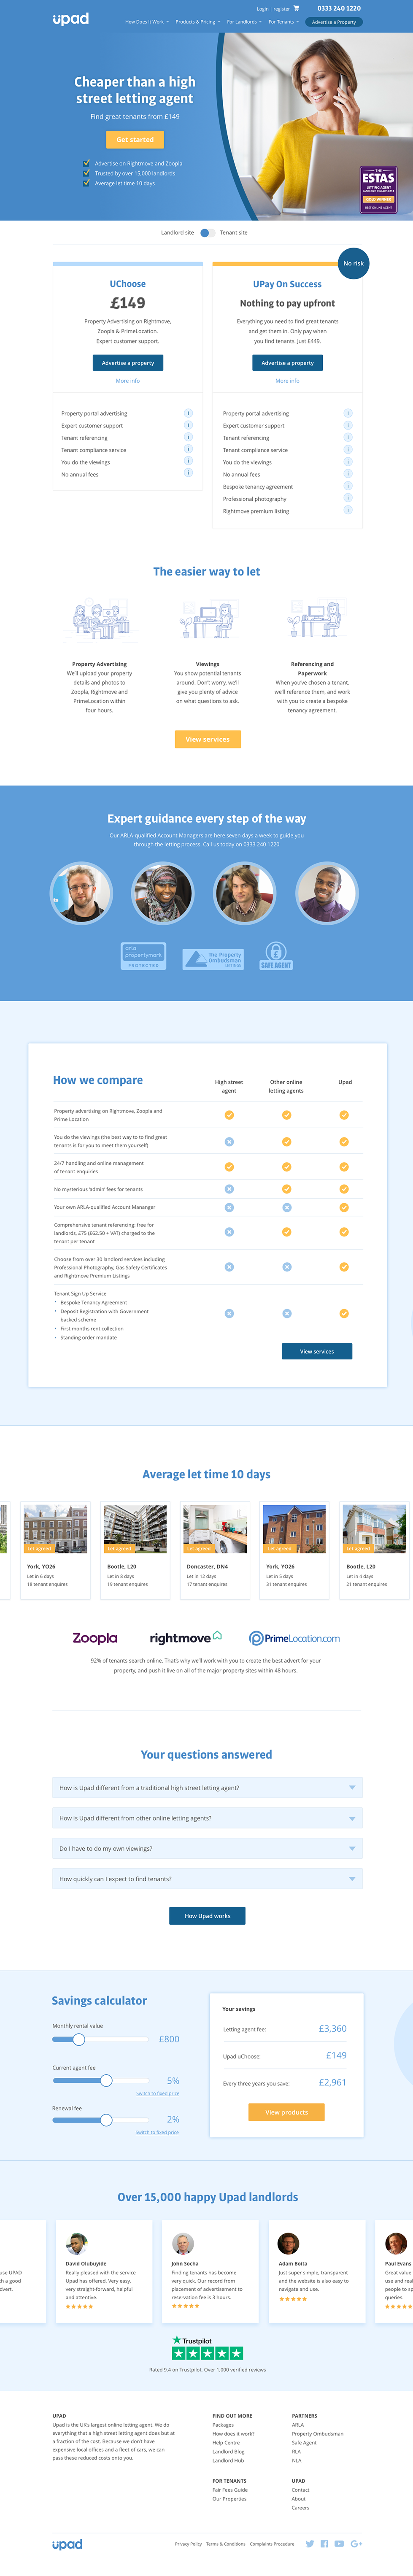 upad
Login | register
0333 240 1220
How Does it Work
Products & Pricing
For Landlords
For Tenants
Advertise a Property
Cheaper than a high
street letting agent
Find great tenants from £149
Get started
Advertise on Rightmove and Zoopla
Trusted by over 15,000 landlords
Average let time 10 days
THE
ESTAS
LETTING AGENT
GOLD WINNER
BEST ONLINE AGENT
Landlord site
Tenant site
No risk
UChoose
£149
Property Advertising on Rightmove,
Zoopla & PrimeLocation.
Expert customer support.
Advertise a property
More info
Property portal advertising
Expert customer support
Tenant referencing
Tenant compliance service
You do the viewings
No annual fees
UPay On Success
Nothing to pay upfront
Everything you need to find great tenants
and get them in. Only pay when
you find tenants. Just £449.
Advertise a property
More info
Property portal advertising
Expert customer support
Tenant referencing
Tenant compliance service
You do the viewings
No annual fees
Bespoke tenancy agreement
Professional photography
Rightmove premium listing
The easier way to let
Property Advertising
We'll upload your property
details and photos to
Zoopla, Rightmove and
PrimeLocation within
four hours.
Viewings
You show potential tenants
around. Don't worry, we'll
give you plenty of advice
on what questions to ask.
Referencing and
Paperwork
When you've chosen a tenant,
we'll reference them, and work
with you to create a bespoke
tenancy agreement.
View services
Expert guidance every step of the way
Our ARLA-qualified Account Managers are here seven days a week to guide you
through the letting process. Call us today on 0333 240 1220
arla
propertymark
PROTECTED
The Property
Ombudsman
LETTINGS
SAFE AGENT
How we compare
High street
agent
Other online
letting agents
Upad
Property advertising on Rightmove, Zoopla and
Prime Location
You do the viewings (the best way to to find great
tenants is for you to meet them yourself).
24/7 handling and online management
of tenant enquiries
No mysterious 'admin' fees for tenants
Your own ARLA-qualified Account Mananger
Comprehensive tenant referencing: free for
landlords, £75 (£62.50 + VAT) charged to the
tenant per tenant
Choose from over 30 landlord services including
Professional Photography, Gas Safety Certificates
and Rightmove Premium Listings
Tenant Sign Up Service
• Bespoke Tenancy Agreement
• Deposit Registration with Government
backed scheme
• First months rent collection
• Standing order mandate
View services
Average let time 10 days
Let agreed
York, YO26
Let in 6 days
18 tenant enquires
Let agreed
Bootle, L20
Let in 8 days
19 tenant enquires
Let agreed
Doncaster, DN4
Let in 12 days
17 tenant enquires
Let agreed
York, YO26
Let in 5 days
31 tenant enquires
Let agreed
Bootle, L20
Let in 4 days
21 tenant enquires
Zoopla
rightmove
PrimeLocation.com
92% of tenants search online. That's why we'll work with you to create the best advert for your
property, and push it live on all of the major property sites within 48 hours.
Your questions answered
How is Upad different from a traditional high street letting agent?
How is Upad different from other online letting agents?
Do I have to do my own viewings?
How quickly can I expect to find tenants?
How Upad works
Savings calculator
Monthly rental value
£800
Current agent fee
5%
Switch to fixed price
Renewal fee
2%
Switch to fixed price
Your savings
Letting agent fee:
£3,360
Upad uChoose:
£149
Every three years you save:
£2,961
View products
Over 15,000 happy Upad landlords
use UPAD
h a good
dvert.
David Olubuyide
Really pleased with the service
Upad has offered. Very easy,
very straight-forward, helpful
and attentive.
John Socha
Finding tenants has become
very quick. Our record from
placement of advertisement to
reservation fee is 3 hours.
Adam Boita
Just super simple, transparent
and the website is also easy to
navigate and use.
Paul Evans
Great value
use and real
people to sp
queries.
Trustpilot
Rated 9.4 on Trustpilot. Over 1,000 verified reviews
UPAD
Upad is the UK's largest online letting agent. We do
everything that a high street letting agent does but at
a fraction of the cost. Because we don't have
expensive local offices and a fleet of cars, we can
pass these reduced costs onto you.
FIND OUT MORE
Packages
How does it work?
Help Centre
Landlord Blog
Landlord Hub
PARTNERS
ARLA
Property Ombudsman
Safe Agent
RLA
NLA
FOR TENANTS
Fair Fees Guide
Our Properties
UPAD
Contact
About
Careers
upad
Privacy Policy
Terms & Conditions
Complaints Procedure